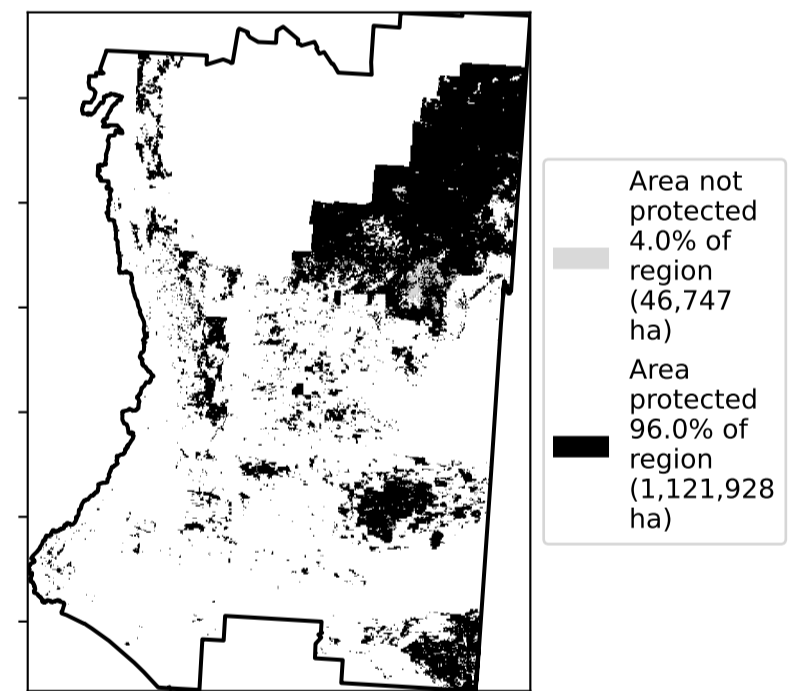 Area not
protected
4.0% of
region
(46,747
ha)
Area
protected
96.0% of
region
(1,121,928
ha)